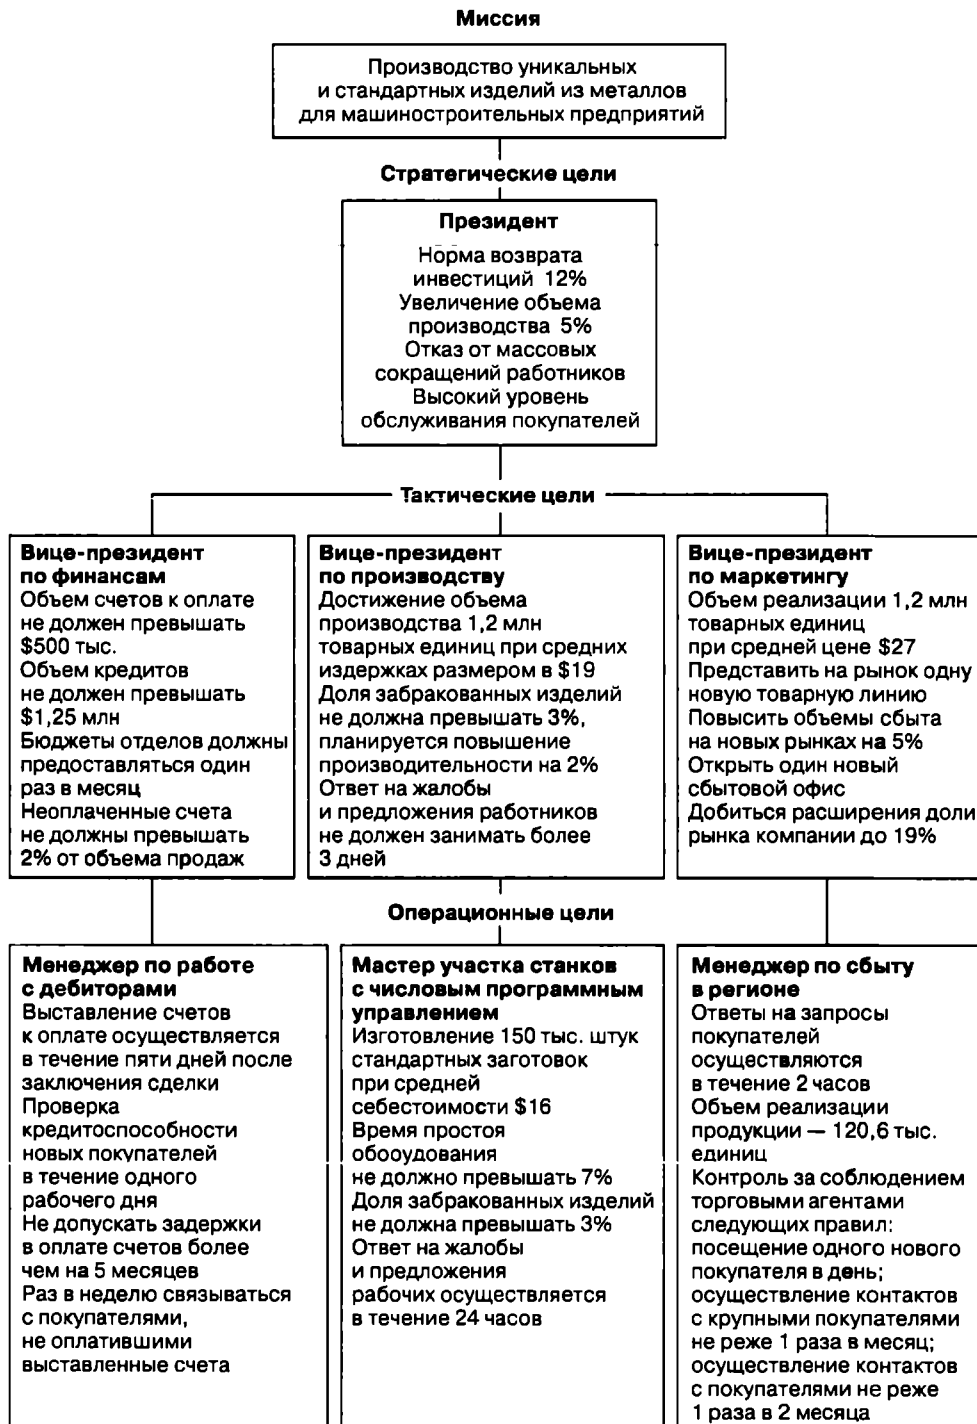 Миссия
Производство уникальных
и стандартных изделий из металлов
для машиностроительных предприятий
Стратегические цели
Президент
Норма возврата
инвестиций 12%
Увеличение объема
производства 5%
Отказ от массовых
сокращений работников
Высокий уровень
обслуживания покупателей
Тактические цели
Вице-президент
по финансам
Объем счетов к оплате
не должен превышать
$500 тыс.
Объем кредитов
не должен превышать
$1,25 млн
Бюджеты отделов должны
предоставляться один
раз в месяц
Неоплаченные счета
не должны превышать
2% от объема продаж
Вице-президент
по производству
Достижение объема
производства 1,2 млн
товарных единиц при средних
издержках размером в $19
Доля забракованных изделий
не должна превышать 3%,
планируется повышение
производительности на 2%
Ответ на жалобы
и предложения работников
не должен занимать более
3 дней
Вице-президент
по маркетингу
Объем реализации 1,2 млн
товарных единиц
при средней цене $27
Представить на рынок одну
новую товарную линию
Повысить объемы сбыта
на новых рынках на 5%
Открыть один новый
сбытовой офис
Добиться расширения доли
рынка компании до 19%
Операционные цели
Менеджер по работе
с дебиторами
Выставление счетов
к оплате осуществляется
в течение пяти дней после
заключения сделки
Проверка
кредитоспособности
новых покупателей
в течение одного
рабочего дня
Не допускать задержки
в оплате счетов более
чем на 5 месяцев
Раз в неделю связываться
с покупателями,
не оплатившими
выставленные счета
Мастер участка станков
с числовым программным
управлением
Изготовление 150 тыс. штук
стандартных заготовок
при средней
себестоимости $16
Время простоя
обооудования
не должно превышать 7%
Доля забракованных изделий
не должна превышать 3%
Ответ на жалобы
и предложения
рабочих осуществляется
в течение 24 часов
Менеджер по сбыту
в регионе
Ответы на запросы
покупателей
осуществляются
в течение 2 часов
Объем реализации
продукции — 120,6 тыс.
единиц
Контроль за соблюдением
торговыми агентами
следующих правил:
посещение одного нового
покупателя в день;
осуществление контактов
с крупными покупателями
не реже 1 раза в месяц;
осуществление контактов
с покупателями не реже
1 раза в 2 месяца